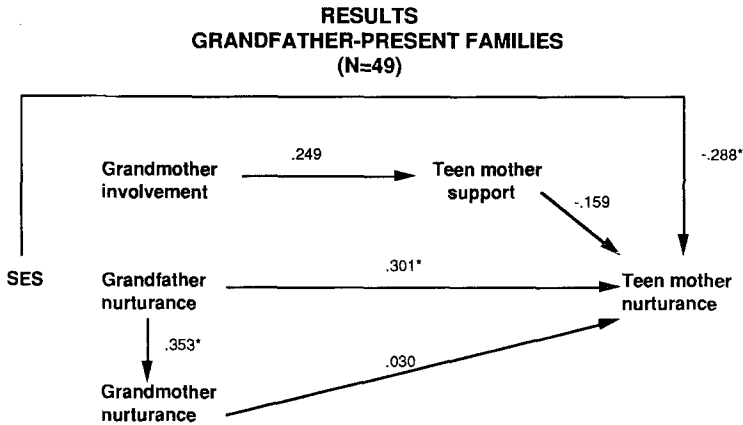 RESULTS
GRANDFATHER-PRESENT FAMILIES
(N=49)
.249
-.288*
Grandmother
involvement
Teen mother
support
-.159
SES
Grandfather
nurturance
.301*
Teen mother
nurturance
.353*
.030
Grandmother
nurturance